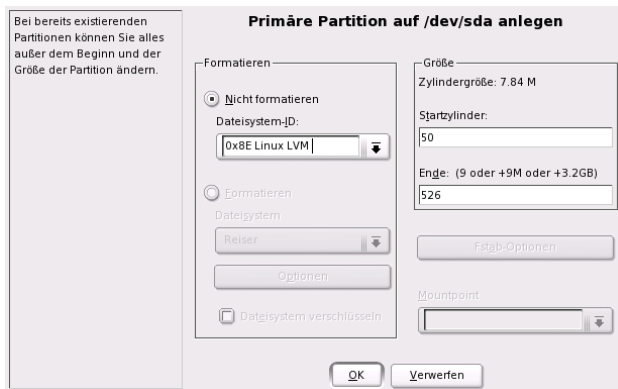 Bei bereits existierenden
Partitionen können Sie alles
außer dem Beginn und der
Größe der Partition ändern.
Primäre Partition auf /dev/sda anlegen
Formatieren
Nicht formatieren
Dateisystem-ID:
0x8E Linux LVM
Formatieren
Dateisystem
Reiser
Optionen
Dateisystem verschlüsseln
Größe
Zylindergröße: 7.84 M
Startzylinder:
50
Ende: (9 oder +9M oder +3.2GB)
526
Fstab-Optionen
Mountpoint
OK
Verwerfen